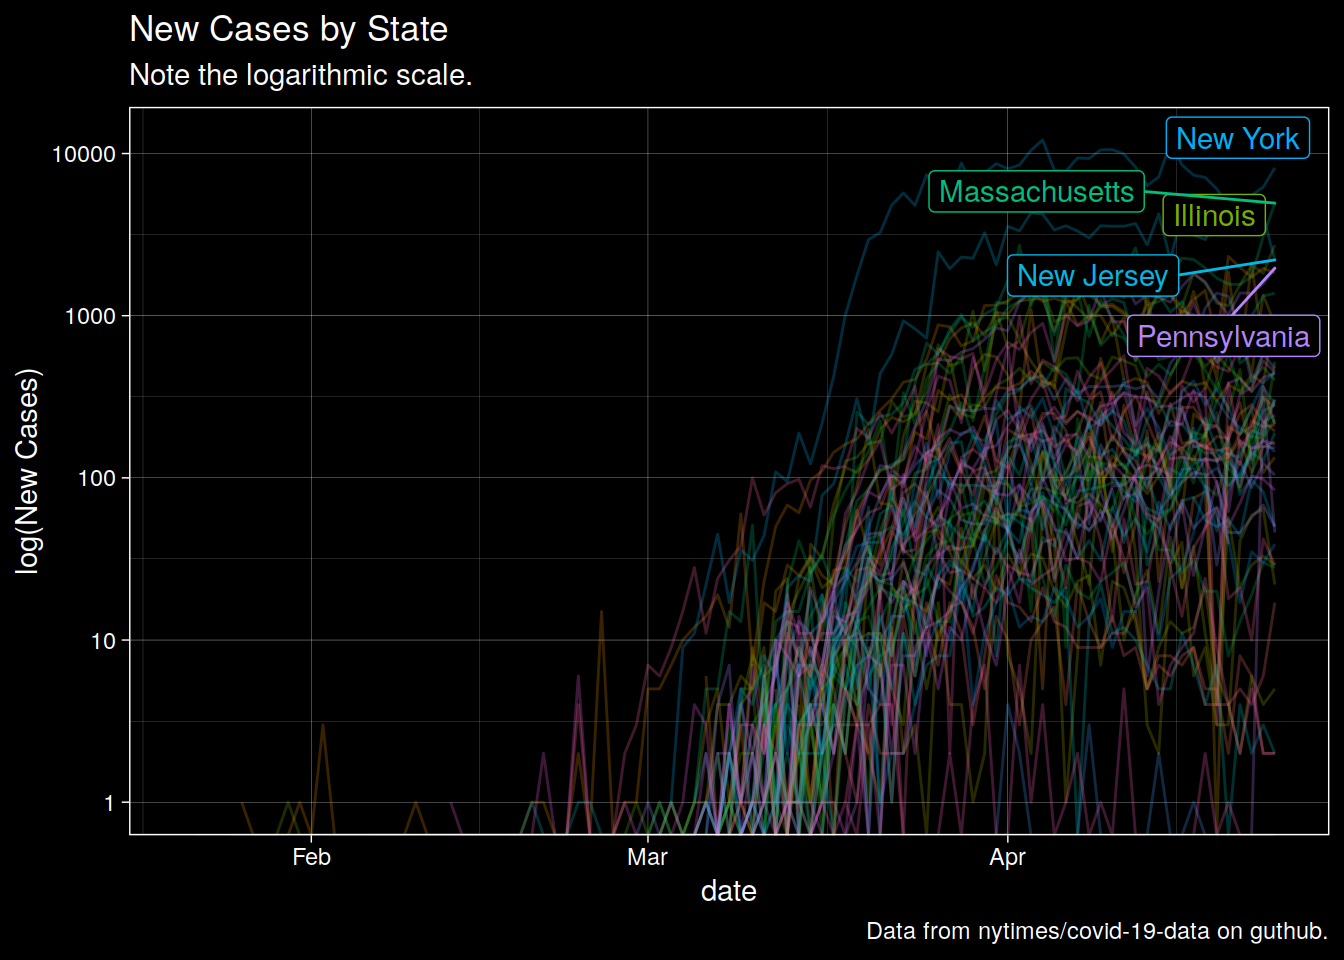 New Cases by State
Note the logarithmic scale.
log(New Cases)
10000
1000
100
10
1
New York
Massachusetts
Illinois
New Jersey
Pennsylvania
Feb
Mar
Apr
date
Data from nytimes/covid-19-data on guthub.